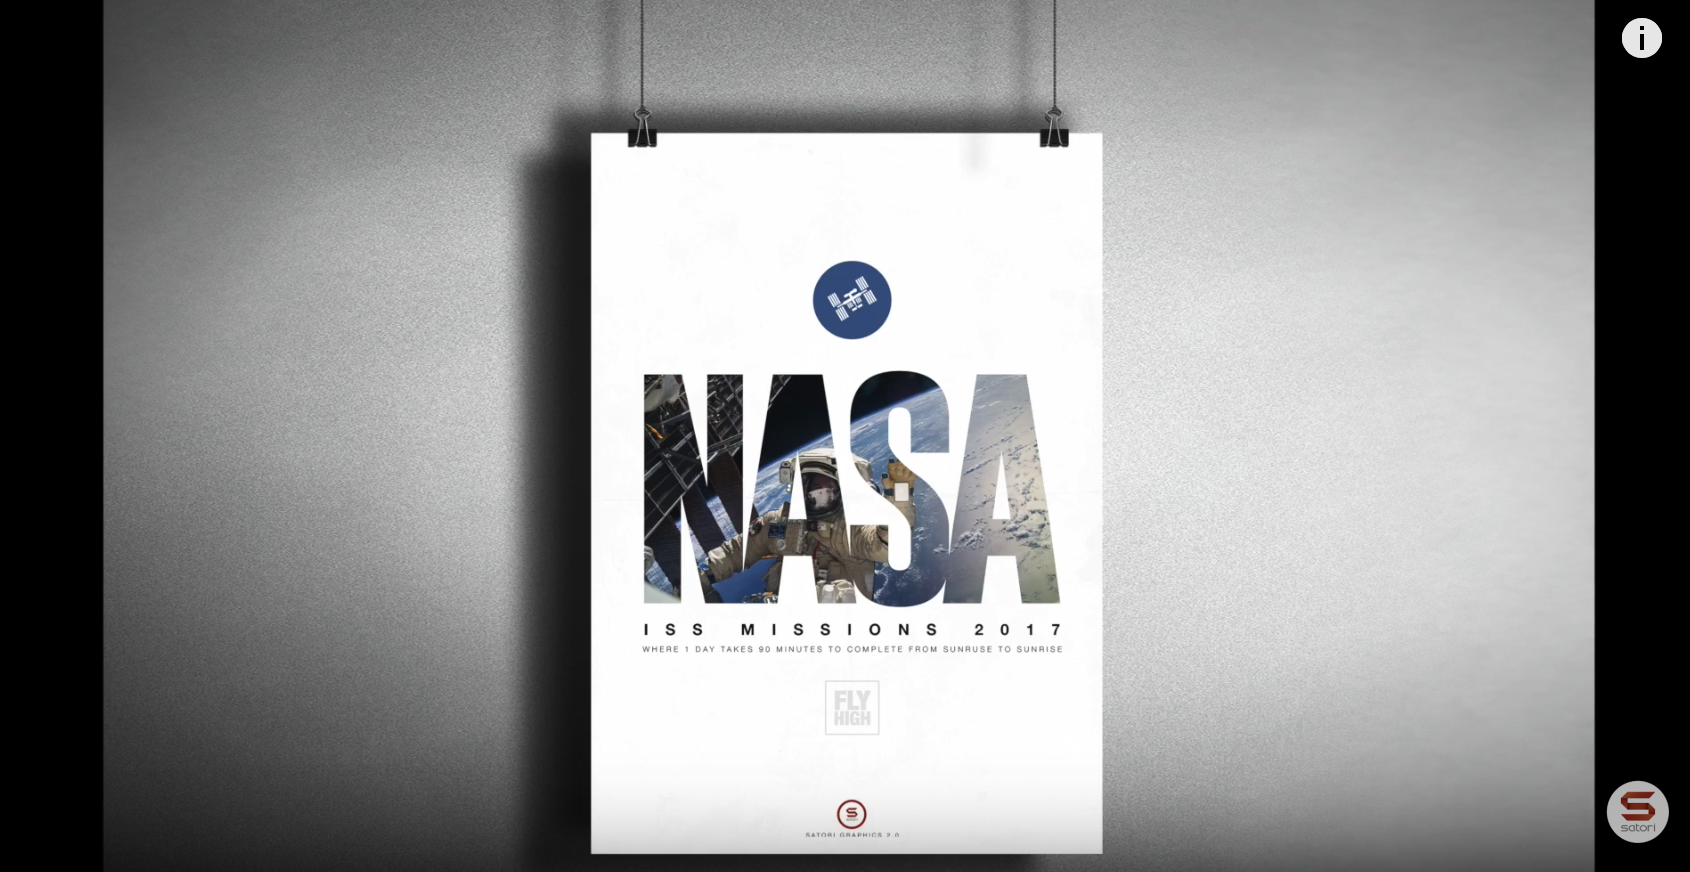 NASA
ISS MISSIONS 2017
WHERE 1 DAY TAKES 90 MINUTES TO COMPLETE FROM SUNRUSE TO SUNRISE
FLY
HIGH
S
SATORI GRAPHICS 2.0
i
S
satori